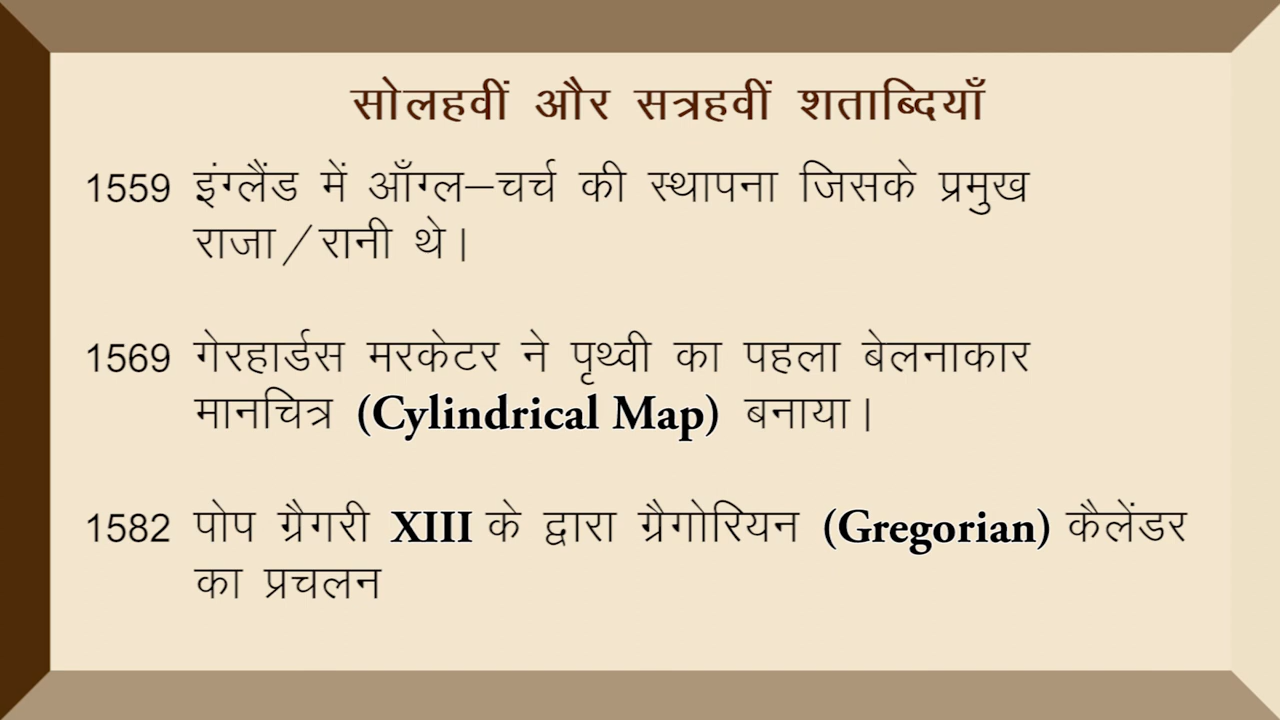 सोलहवीं और सत्रहवीं शताब्दियाँ
1559 इंग्लैंड में आँग्ल–चर्च की स्थापना जिसके प्रमुख
राजा/रानी थे।
1569 गेरहार्डस मरकेटर ने पृथ्वी का पहला बेलनाकार
मानचित्र (Cylindrical Map) बनाया।
1582 पोप ग्रैगरी XIII के द्वारा ग्रैगोरियन (Gregorian) कैलेंडर
का प्रचलन